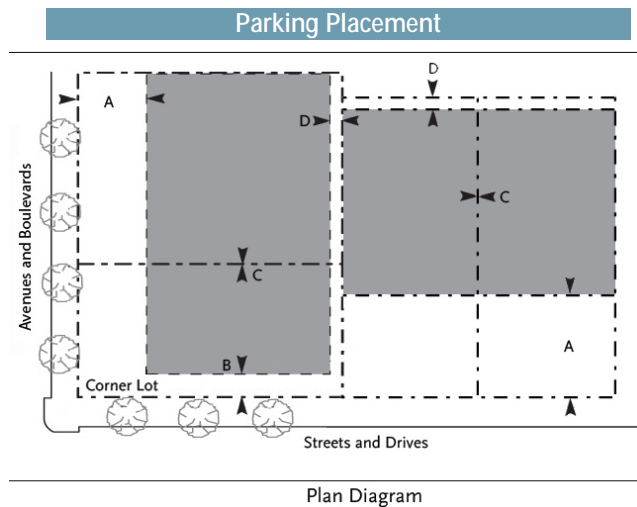 Parking Placement
A
D
D
C
C
A
B
Avenues and Boulevards
Corner Lot
Streets and Drives
Plan Diagram